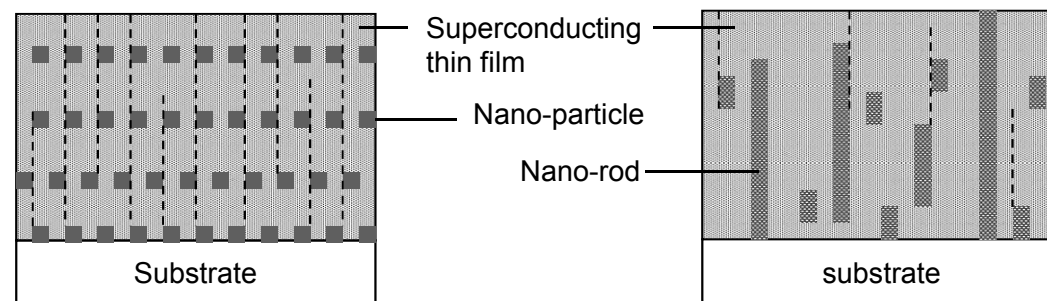 Superconducting
thin film
Nano-particle
Nano-rod
Substrate
substrate